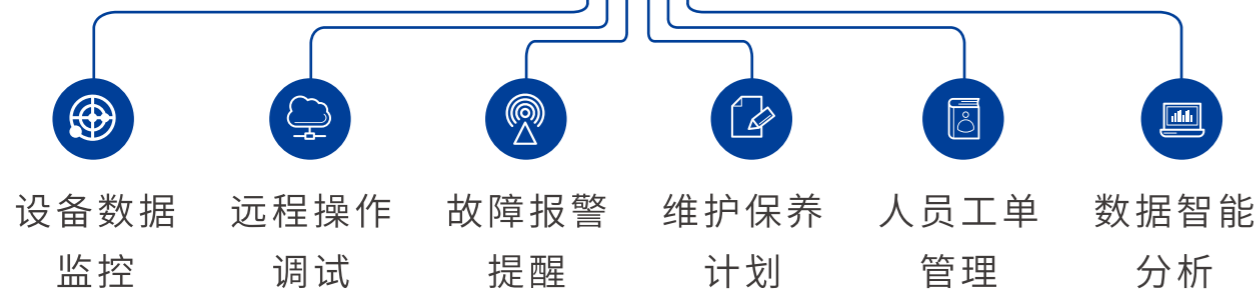 设备数据
监控
远程操作
调试
故障报警
提醒
维护保养
计划
人员工单
管理
数据智能
分析